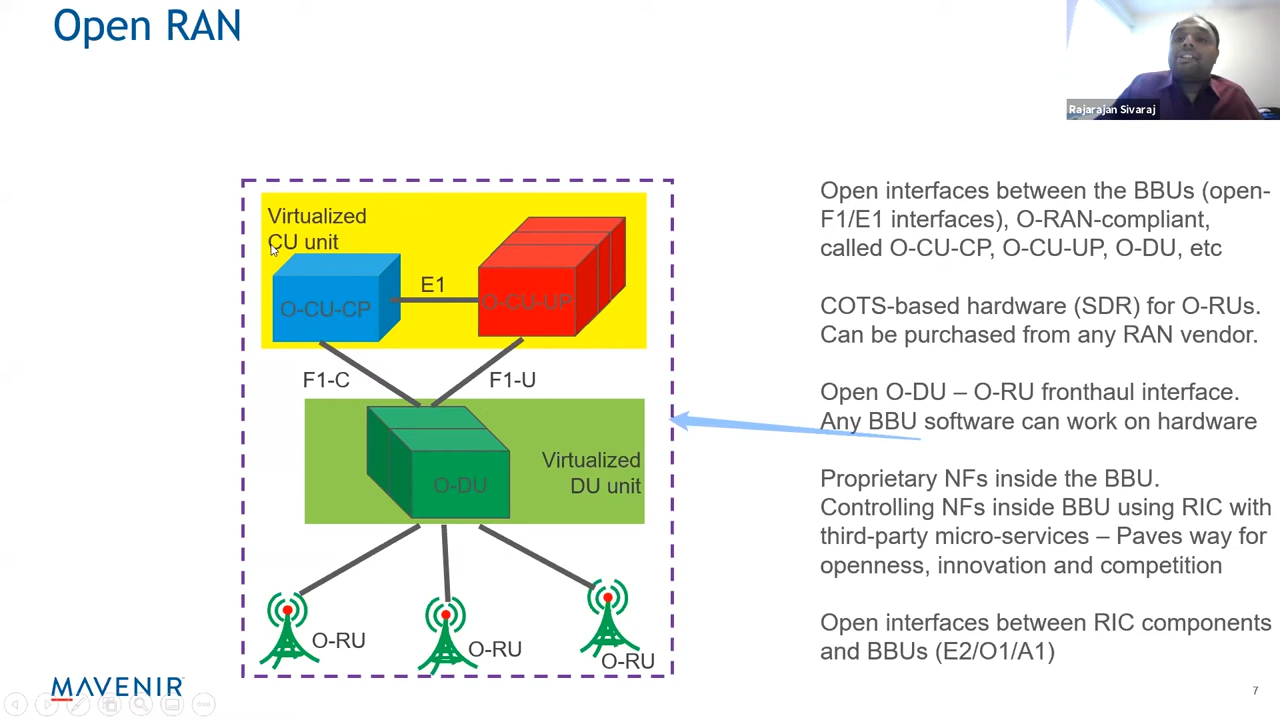 Open RAN
Rajarajan Sivaraj
Virtualized
CU unit
O-CU-CP
E1
O-CU-UP
F1-C
F1-U
O-DU
Virtualized
DU unit
O-RU
O-RU
O-RU
Open interfaces between the BBUs (open-
F1/E1 interfaces), O-RAN-compliant,
called O-CU-CP, O-CU-UP, O-DU, etc
COTS-based hardware (SDR) for O-RUs.
Can be purchased from any RAN vendor.
Open O-DU – O-RU fronthaul interface.
Any BBU software can work on hardware
Proprietary NFs inside the BBU.
Controlling NFs inside BBU using RIC with
third-party micro-services – Paves way for
openness, innovation and competition
Open interfaces between RIC components
and BBUs (E2/O1/A1)
MAVENIR
7